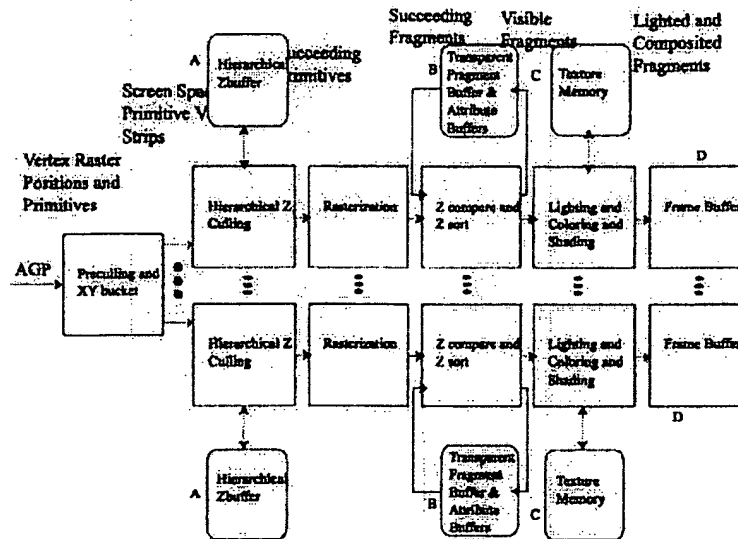 Succeeding
Fragments
Visible
Fragments
Lighted and
Composited
Fragments
A
Hierarchical
Zbuffer
Succeeding
Primitives
B
Transparent
Fragment
Buffer &
Attribute
Buffers
C
Texture
Memory
Screen Space
Primitive
Strips
Vertex Raster
Positions and
Primitives
D
Hierarchical Z
Culling
Rasterization
Z compare and
Z sort
Lighting and
Coloring and
Shading
Frame Buffer
AGP
Preculling and
XY bucket
Hierarchical Z
Culling
Rasterization
Z compare and
Z sort
Lighting and
Coloring and
Shading
Frame Buffer
D
A
Hierarchical
Zbuffer
B
Transparent
Fragment
Buffer &
Attribute
Buffers
C
Texture
Memory